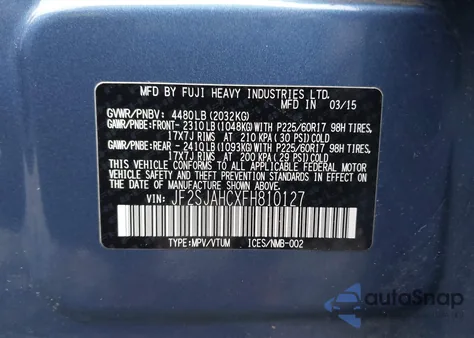 MFD BY FUJI HEAVY INDUSTRIES LTD.
MFD IN 03/15
GVWR/PNBV: 4480LB (2032KG)
GAWR/PNBE:FRONT- 2310LB (1048KG) WITH P225/60R17 98H TIRES,
17X7J RIMS AT 210 KPA (30 PSI) COLD
GAWR/PNBE:REAR - 2410LB (1093KG) WITH P225/60R17 98H TIRES,
17X7J RIMS AT 200 KPA (29 PSI) COLD
THIS VEHICLE CONFORMS TO ALL APPLICABLE FEDERAL MOTOR
VEHICLE SAFETY, BUMPER, AND THEFT PREVENTION STANDARDS
IN EFFECT ON THE DATE OF MANUFACTURE SHOWN ABOVE.
VIN: JF2SJAHCXFH810127
TYPE:MPV/VTUM ICES/NMB-002
autoSnap